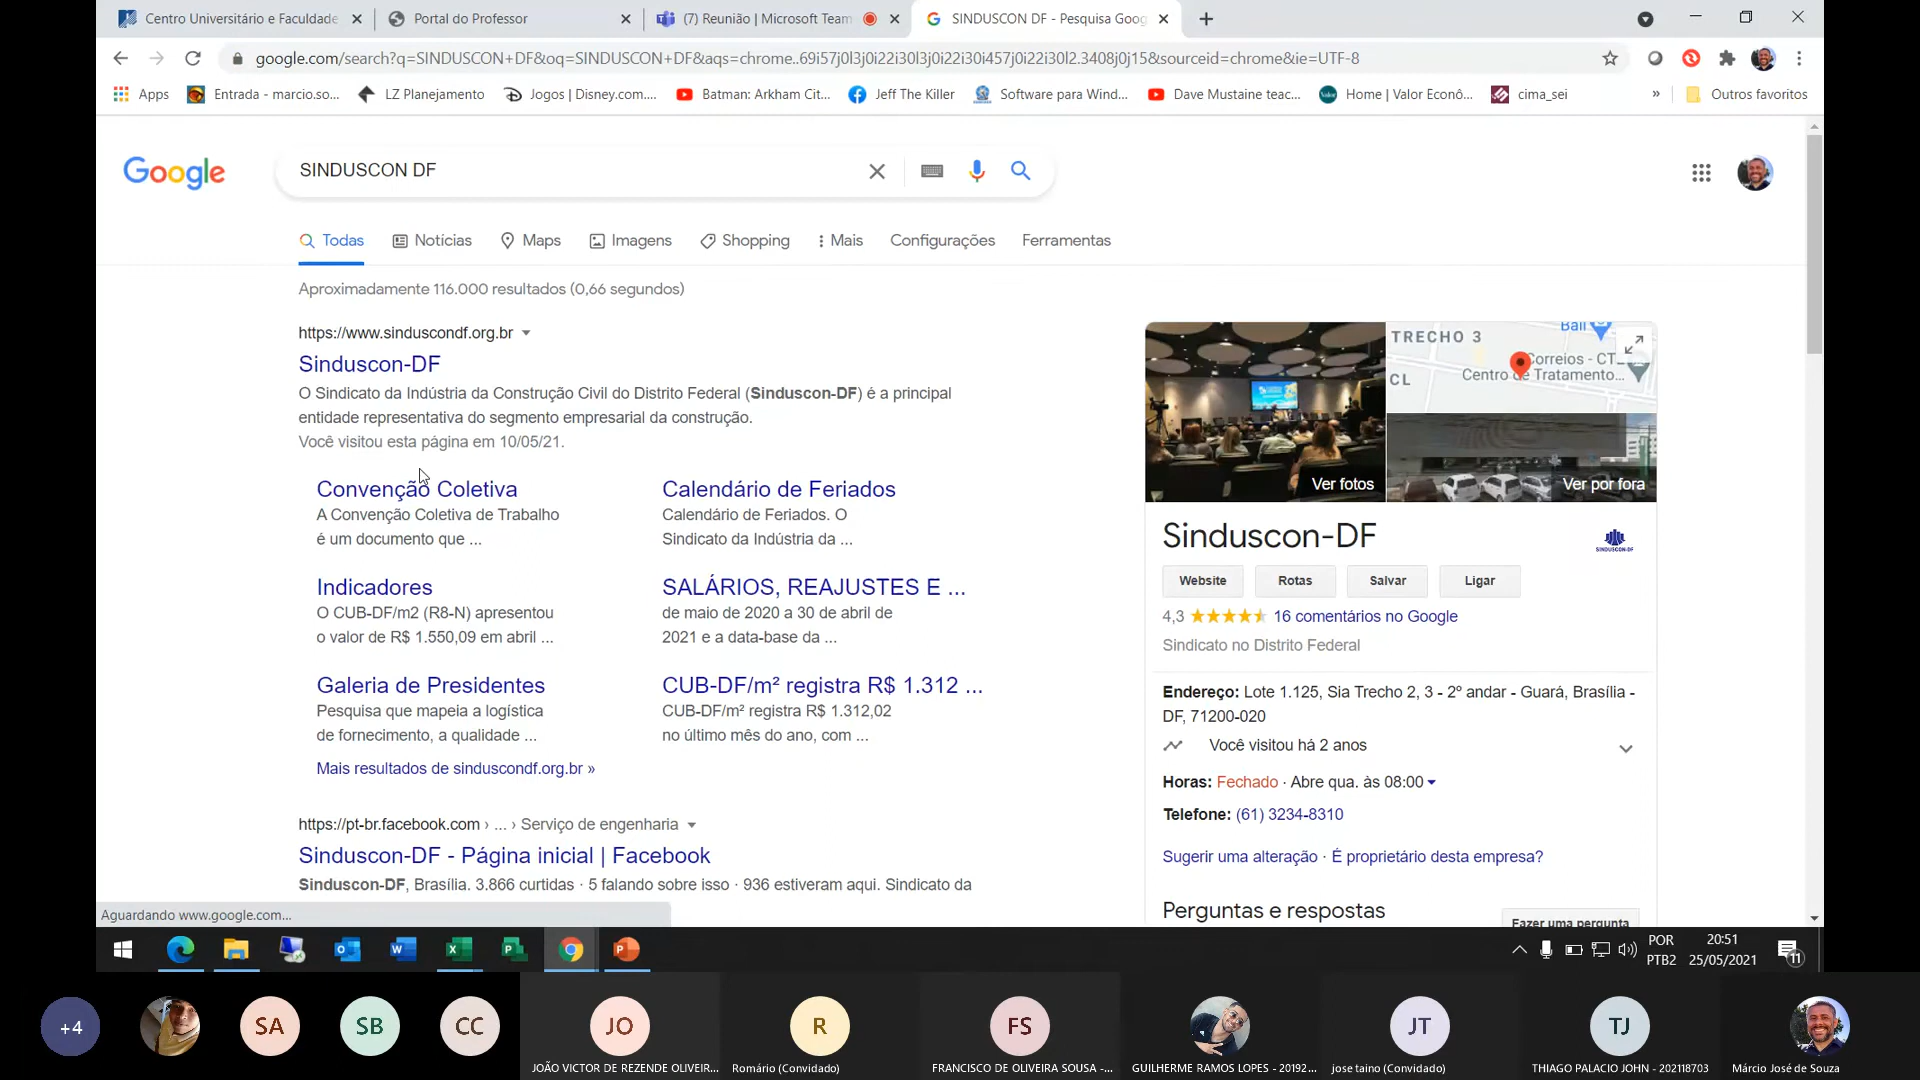 Centro Universitário e Faculdade
Portal do Professor
(7) Reunião | Microsoft Team
SINDUSCON DF - Pesquisa Goog
google.com/search?q=SINDUSCON+DF&oq=SINDUSCON+DF&aqs=chrome..69i57j0l3j0i22i30l3j0i22i30i457j0i22i30l2.3408j0j15&sourceid=chrome&ie=UTF-8
Apps
Entrada - marcio.so...
LZ Planejamento
Jogos | Disney.com....
Batman: Arkham Cit...
Jeff The Killer
Software para Wind...
Dave Mustaine teac...
Home | Valor Econô...
cima_sei
»
Outros favoritos
Google
SINDUSCON DF
Todas
Notícias
Maps
Imagens
Shopping
Mais
Configurações
Ferramentas
Aproximadamente 116.000 resultados (0,66 segundos)
https://www.sinduscondf.org.br
Sinduscon-DF
O Sindicato da Indústria da Construção Civil do Distrito Federal (Sinduscon-DF) é a principal
entidade representativa do segmento empresarial da construção.
Você visitou esta página em 10/05/21.
Convenção Coletiva
A Convenção Coletiva de Trabalho
é um documento que ...
Calendário de Feriados
Calendário de Feriados. O
Sindicato da Indústria da ...
Indicadores
O CUB-DF/m2 (R8-N) apresentou
o valor de R$ 1.550,09 em abril ...
SALÁRIOS, REAJUSTES E ...
de maio de 2020 a 30 de abril de
2021 e a data-base da ...
Galeria de Presidentes
Pesquisa que mapeia a logística
de fornecimento, a qualidade ...
CUB-DF/m² registra R$ 1.312 ...
CUB-DF/m² registra R$ 1.312,02
no último mês do ano, com ...
Mais resultados de sinduscondf.org.br »
https://pt-br.facebook.com › ... › Serviço de engenharia
Sinduscon-DF - Página inicial | Facebook
Sinduscon-DF, Brasília. 3.866 curtidas · 5 falando sobre isso · 936 estiveram aqui. Sindicato da
Aguardando www.google.com...
TRECHO 3
Correios - CT
Centro de Tratamento...
CL
Ver fotos
Ver por fora
Sinduscon-DF
SINDUSCON-DF
Website
Rotas
Salvar
Ligar
4,3
16 comentários no Google
Sindicato no Distrito Federal
Endereço: Lote 1.125, Sia Trecho 2, 3 - 2º andar - Guará, Brasília -
DF, 71200-020
Você visitou há 2 anos
Horas: Fechado · Abre qua. às 08:00
Telefone: (61) 3234-8310
Sugerir uma alteração · É proprietário desta empresa?
Perguntas e respostas
Fazer uma pergunta
POR
PTB2
20:51
25/05/2021
11
+4
SA
SB
CC
JO
JOÃO VICTOR DE REZENDE OLIVEIR...
R
Romário (Convidado)
FS
FRANCISCO DE OLIVEIRA SOUSA -...
GUILHERME RAMOS LOPES - 20192...
JT
jose taino (Convidado)
TJ
THIAGO PALACIO JOHN - 202118703
Márcio José de Souza